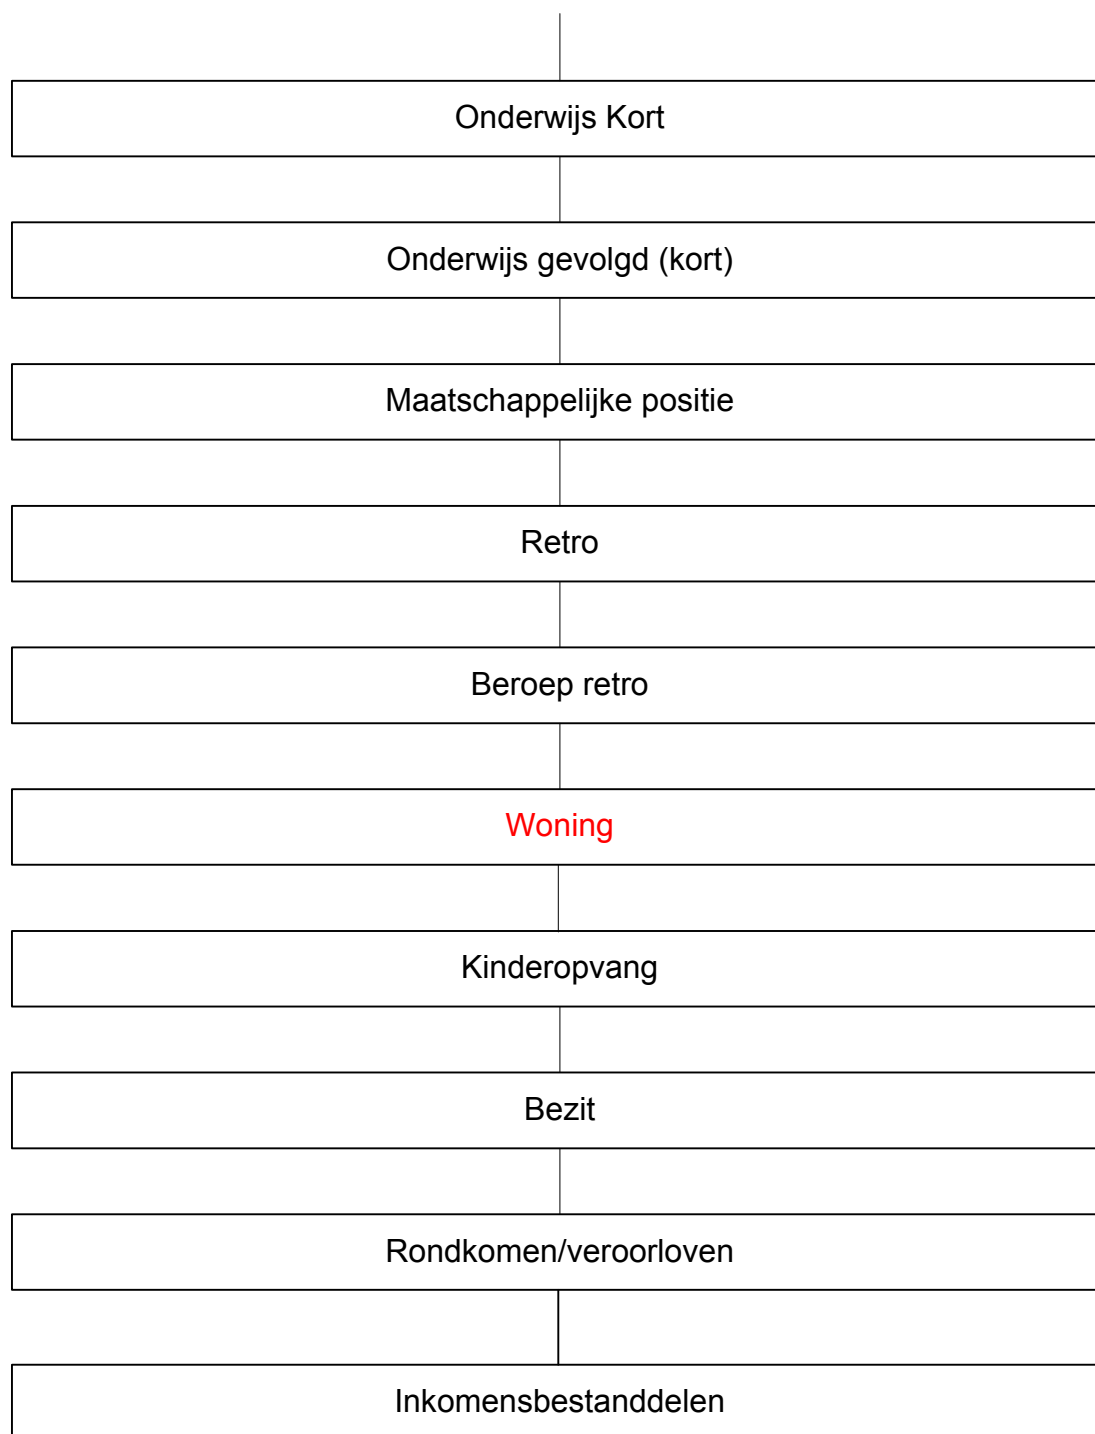 Onderwijs Kort
Onderwijs gevolgd (kort)
Maatschappelijke positie
Retro
Beroep retro
Woning
Kinderopvang
Bezit
Rondkomen/veroorloven
Inkomensbestanddelen